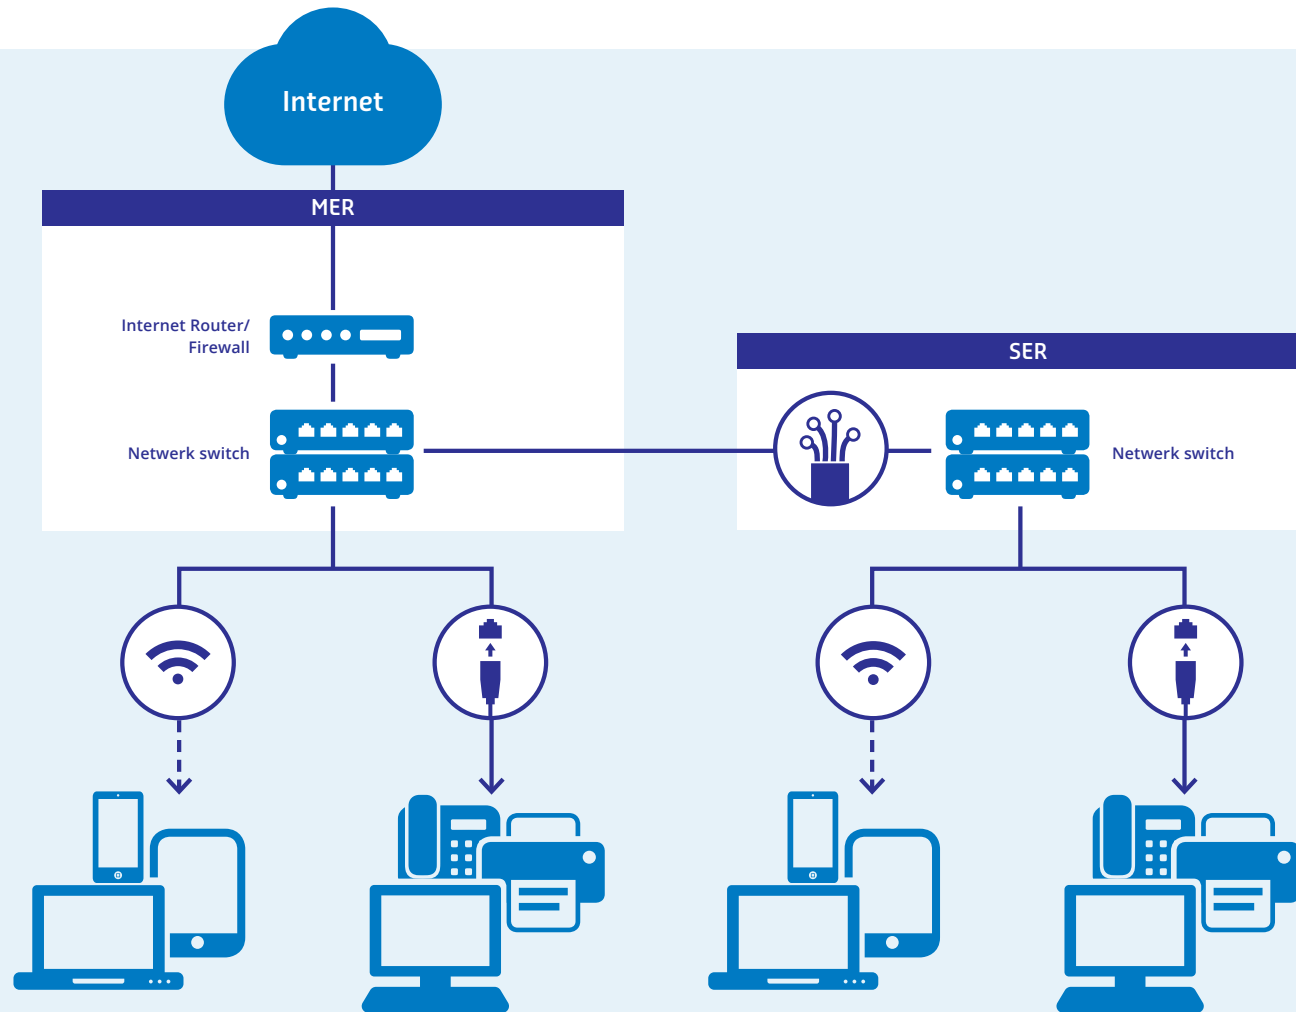 Internet
MER
Internet Router/
Firewall
Netwerk switch
SER
Netwerk switch